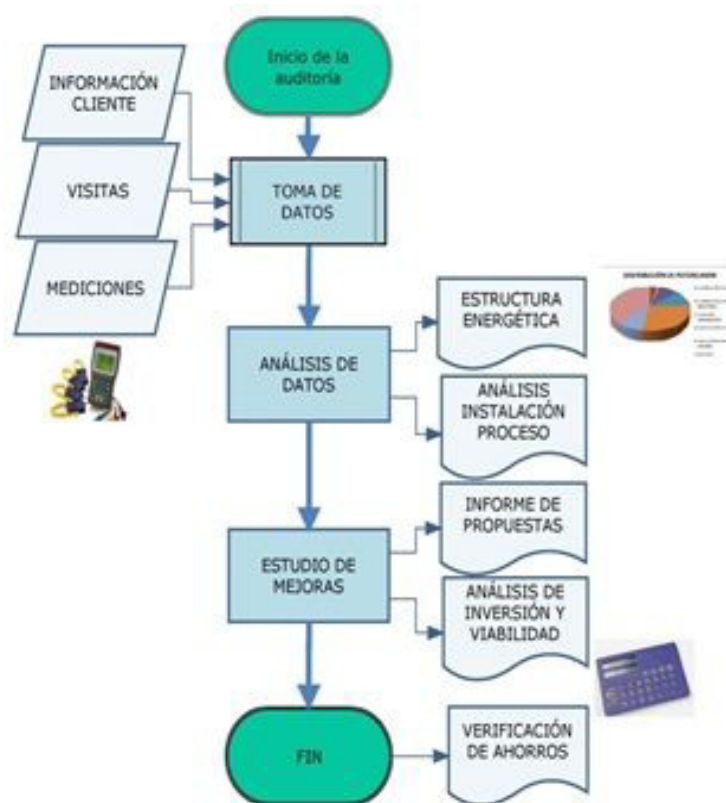 Inicio de la
auditoría
INFORMACIÓN
CLIENTE
VISITAS
MEDICIONES
TOMA DE
DATOS
ANÁLISIS DE
DATOS
ESTRUCTURA
ENERGÉTICA
ANÁLISIS
INSTALACIÓN
PROCESO
ESTUDIO DE
MEJORAS
INFORME DE
PROPUESTAS
ANÁLISIS DE
INVERSIÓN Y
VIABILIDAD
FIN
VERIFICACIÓN
DE AHORROS